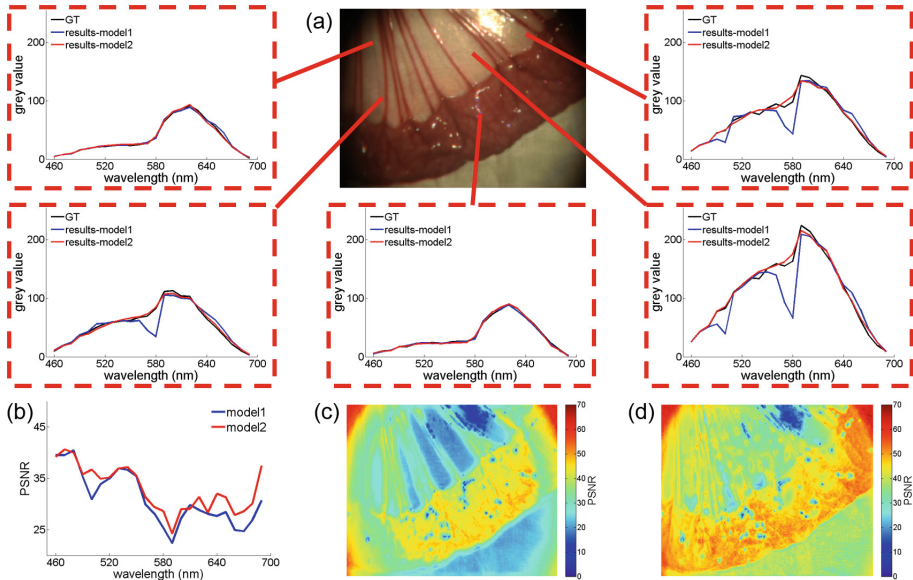 (a)
GT
results-model1
results-model2
200
100
0
grey value
460 520 580 640 700
wavelength (nm)
GT
results-model1
results-model2
200
100
0
grey value
460 520 580 640 700
wavelength (nm)
GT
results-model1
results-model2
200
100
0
grey value
460 520 580 640 700
wavelength (nm)
GT
results-model1
results-model2
200
100
0
grey value
460 520 580 640 700
wavelength (nm)
GT
results-model1
results-model2
200
100
0
grey value
460 520 580 640 700
wavelength (nm)
(b)
model1
model2
45
35
25
PSNR
460 520 580 640 700
wavelength (nm)
(c)
70
60
50
40
30
20
10
0
PSNR
(d)
70
60
50
40
30
20
10
0
PSNR